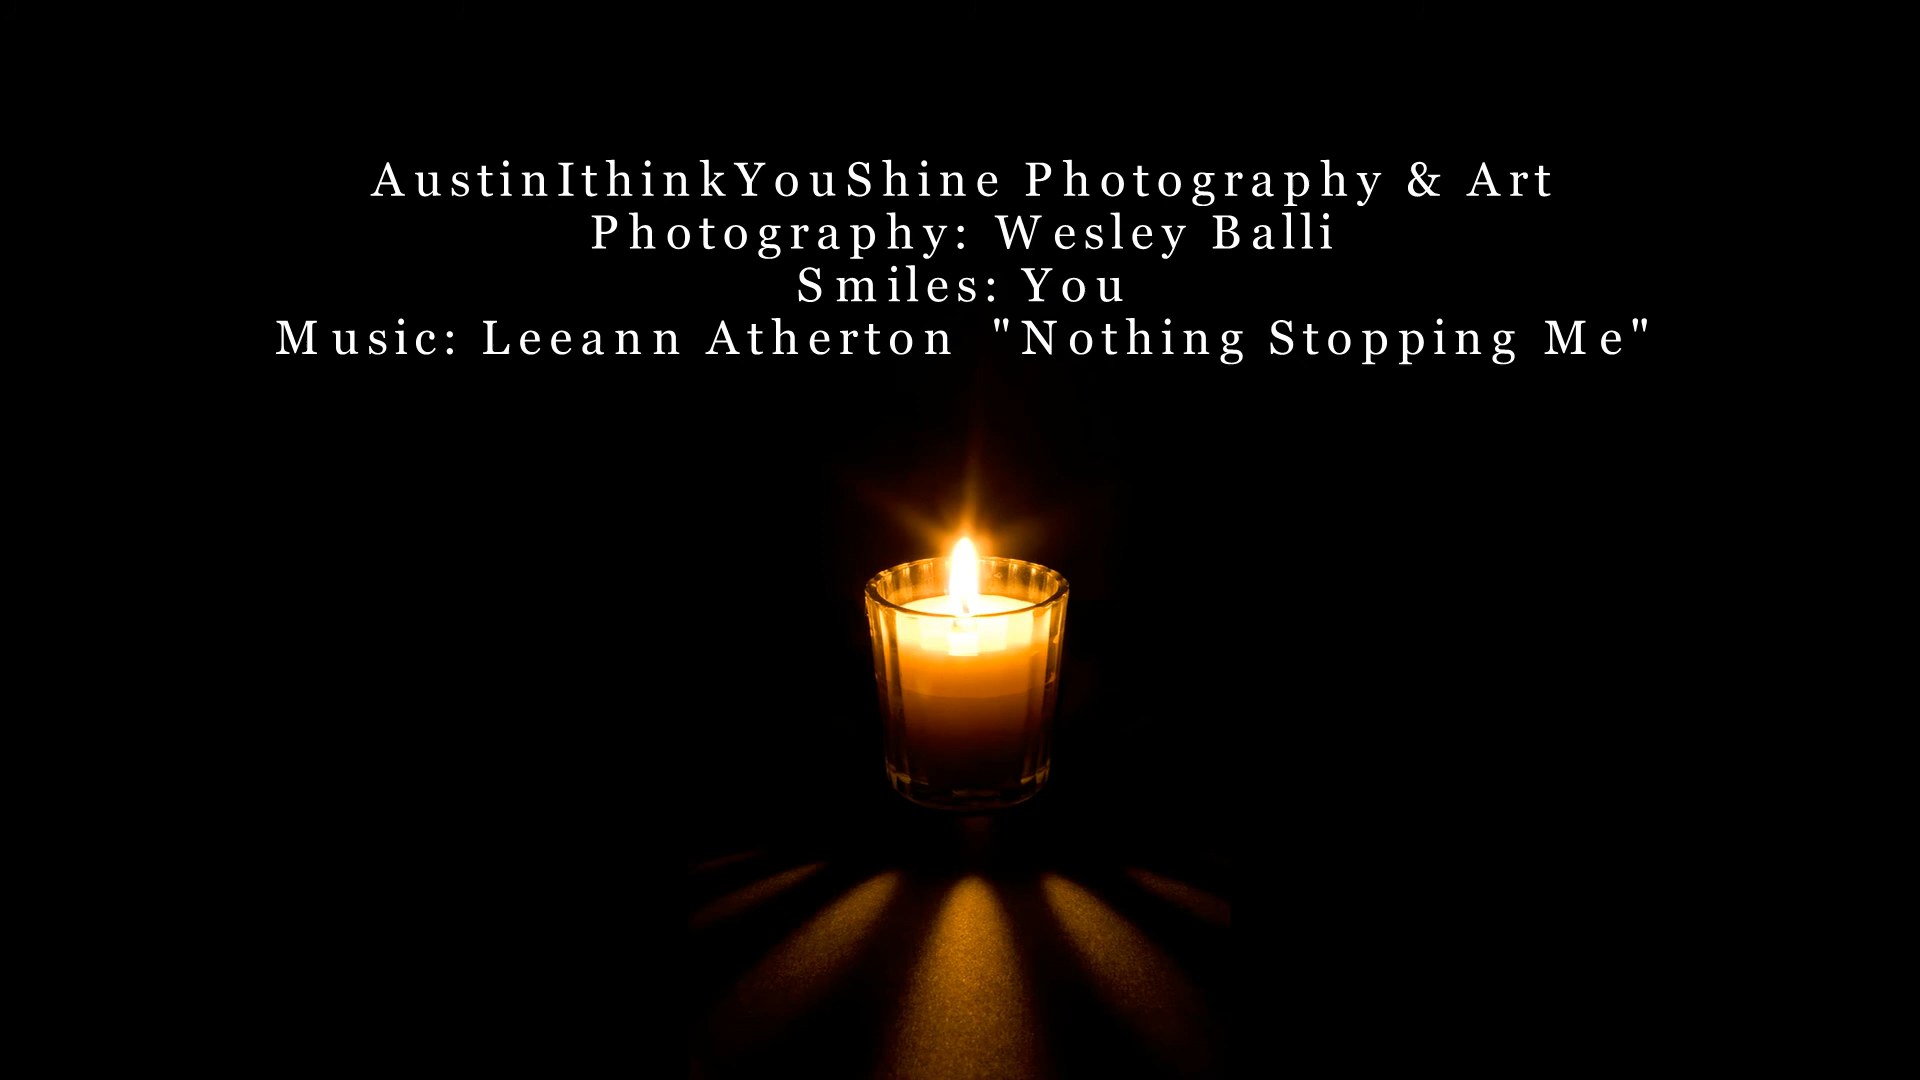 AustinIthinkYouShine Photography & Art
Photography: Wesley Balli
Smiles: You
Music: Leeann Atherton  "Nothing Stopping Me"